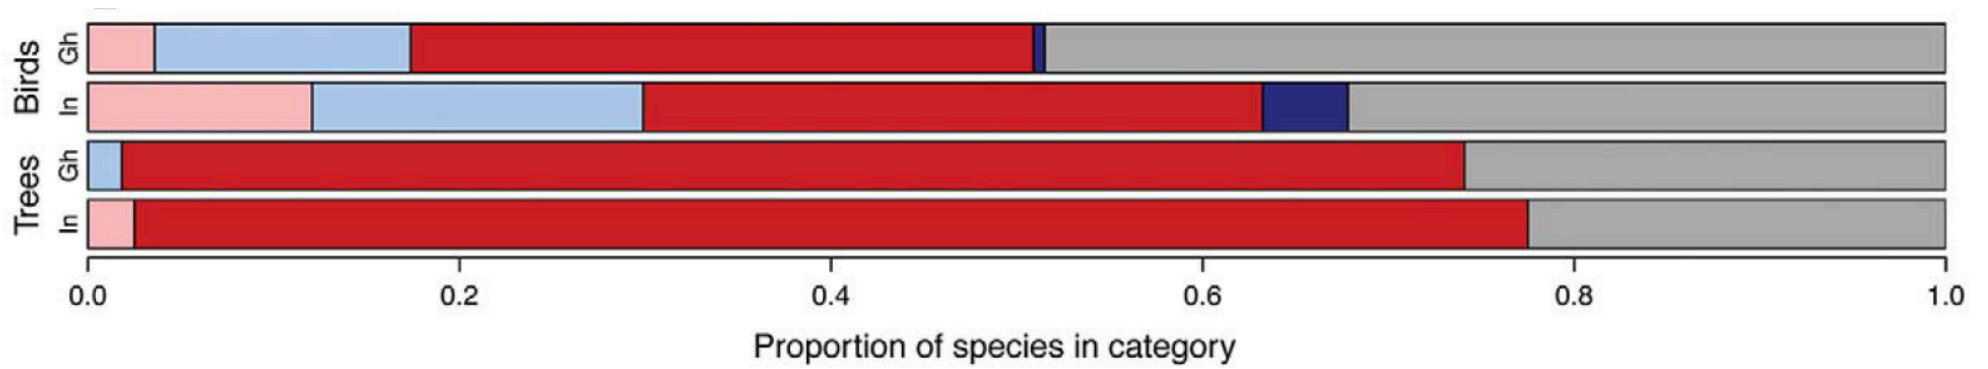 Birds
Gh
In
Trees
Gh
In
0.0 0.2 0.4 0.6 0.8 1.0
Proportion of species in category